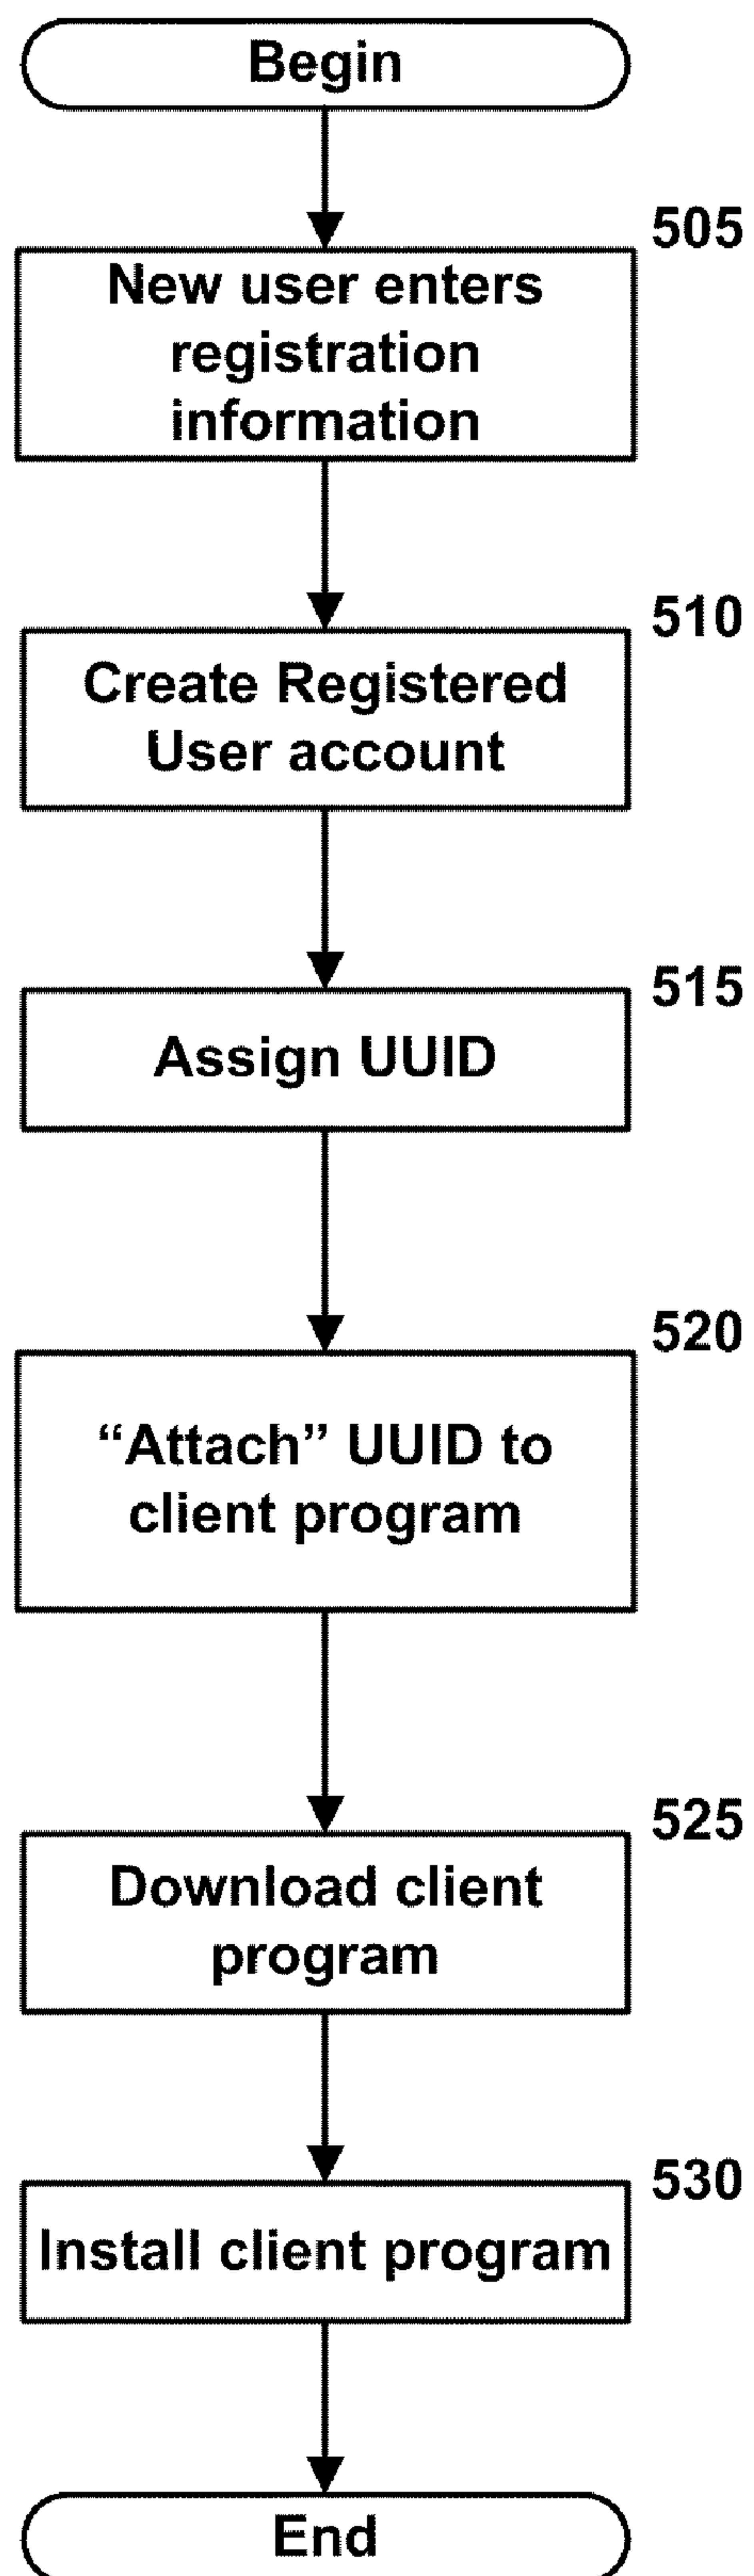 Begin
505
New user enters
registration
information
510
Create Registered
User account
515
Assign UUID
520
“Attach” UUID to
client program
525
Download client
program
530
Install client program
End